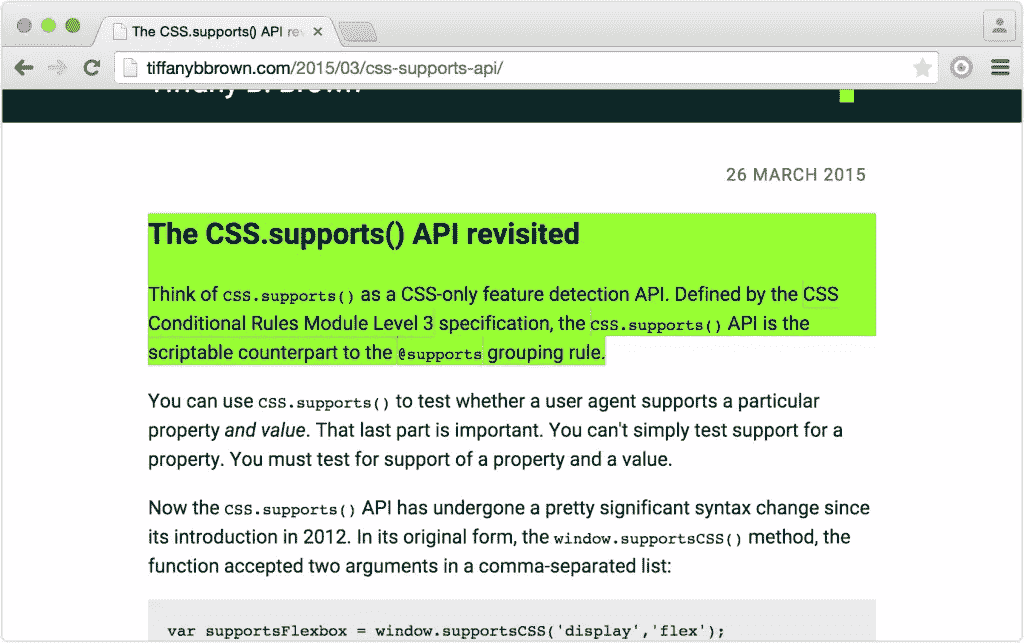 The CSS.supports() API re
tiffanybbrown.com/2015/03/css-supports-api/
Tiffany B. Brown
26 MARCH 2015
The CSS.supports() API revisited
Think of CSS.supports() as a CSS-only feature detection API. Defined by the CSS
Conditional Rules Module Level 3 specification, the CSS.supports() API is the
scriptable counterpart to the @supports grouping rule.
You can use CSS.supports() to test whether a user agent supports a particular
property and value. That last part is important. You can't simply test support for a
property. You must test for support of a property and a value.
Now the CSS.supports() API has undergone a pretty significant syntax change since
its introduction in 2012. In its original form, the window.supportsCSS() method, the
function accepted two arguments in a comma-separated list:
var supportsFlexbox = window.supportsCSS('display','flex');